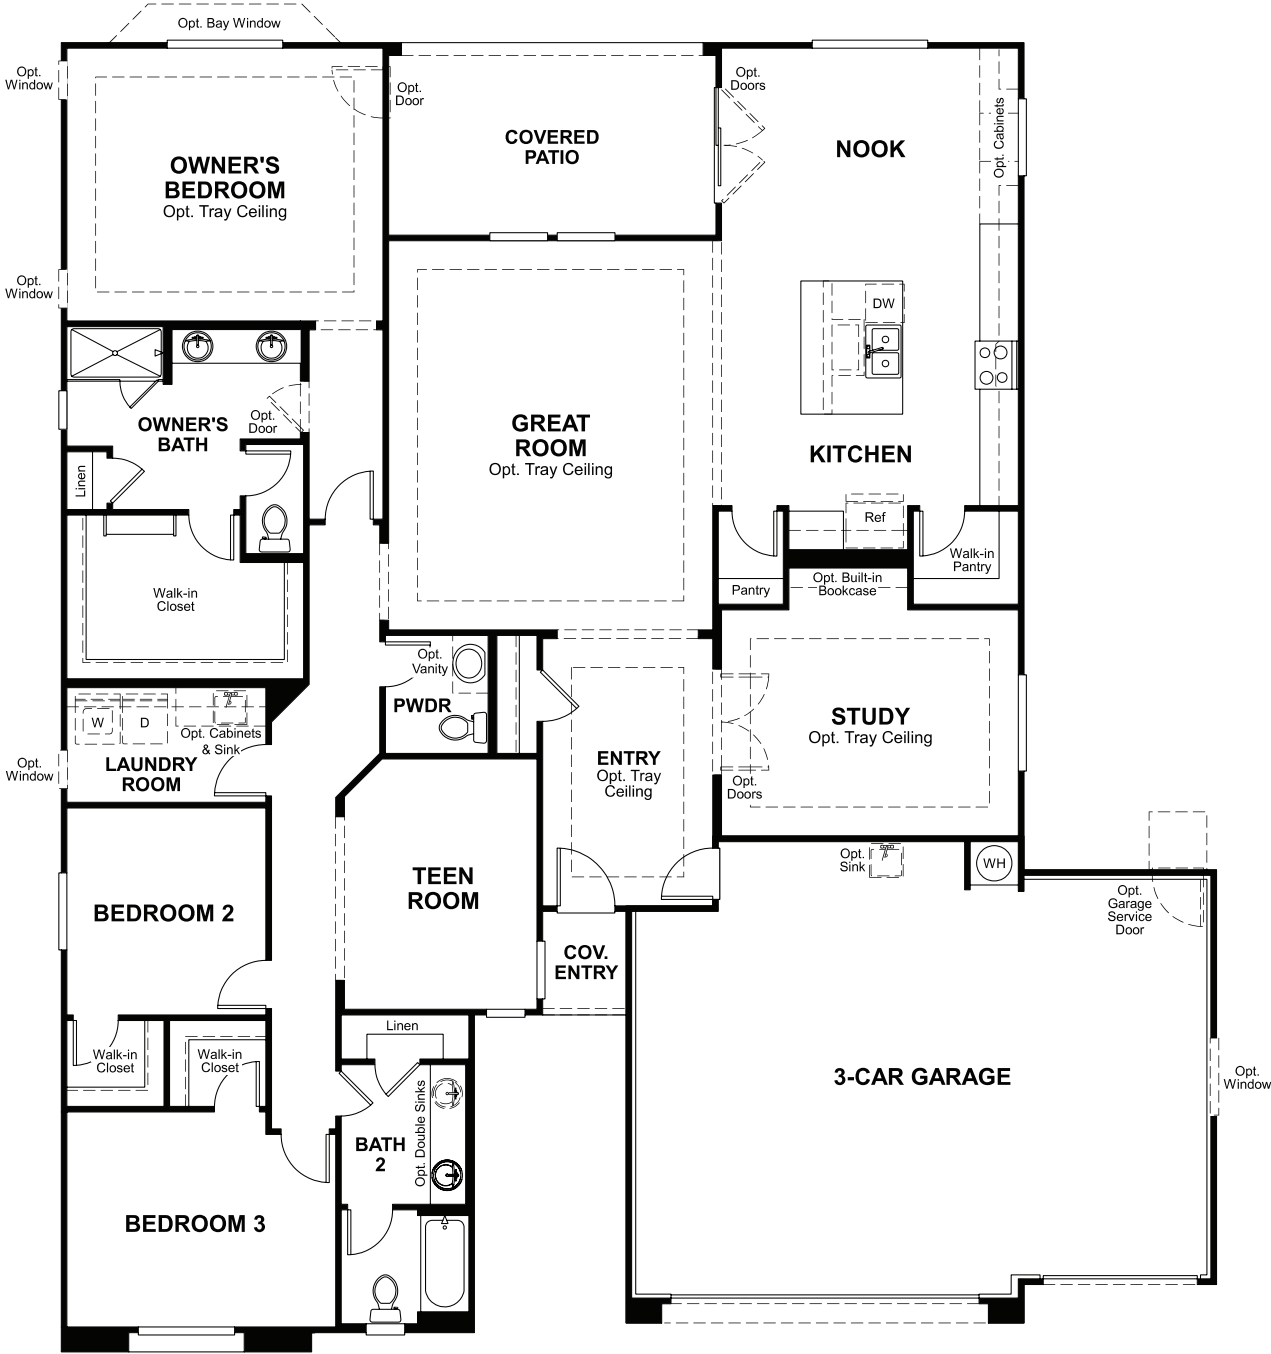 Opt. Bay Window
Opt.
Window
Opt.
Door
Opt.
Doors
Opt. Cabinets
OWNER'S
BEDROOM
Opt. Tray Ceiling
COVERED
PATIO
NOOK
Opt.
Window
DW
OWNER'S
BATH
Opt.
Door
Linen
GREAT
ROOM
Opt. Tray Ceiling
KITCHEN
Ref
Walk-in
Pantry
Pantry
Opt. Built-in
Bookcase
Walk-in
Closet
Opt.
Vanity
PWDR
W
D
Opt. Cabinets
& Sink
LAUNDRY
ROOM
Opt.
Window
ENTRY
Opt. Tray
Ceiling
STUDY
Opt. Tray Ceiling
Opt.
Doors
TEEN
ROOM
Opt.
Sink
WH
Opt.
Garage
Service
Door
BEDROOM 2
COV.
ENTRY
Walk-in
Closet
Walk-in
Closet
Linen
Opt. Double Sinks
BATH
2
3-CAR GARAGE
Opt.
Window
BEDROOM 3